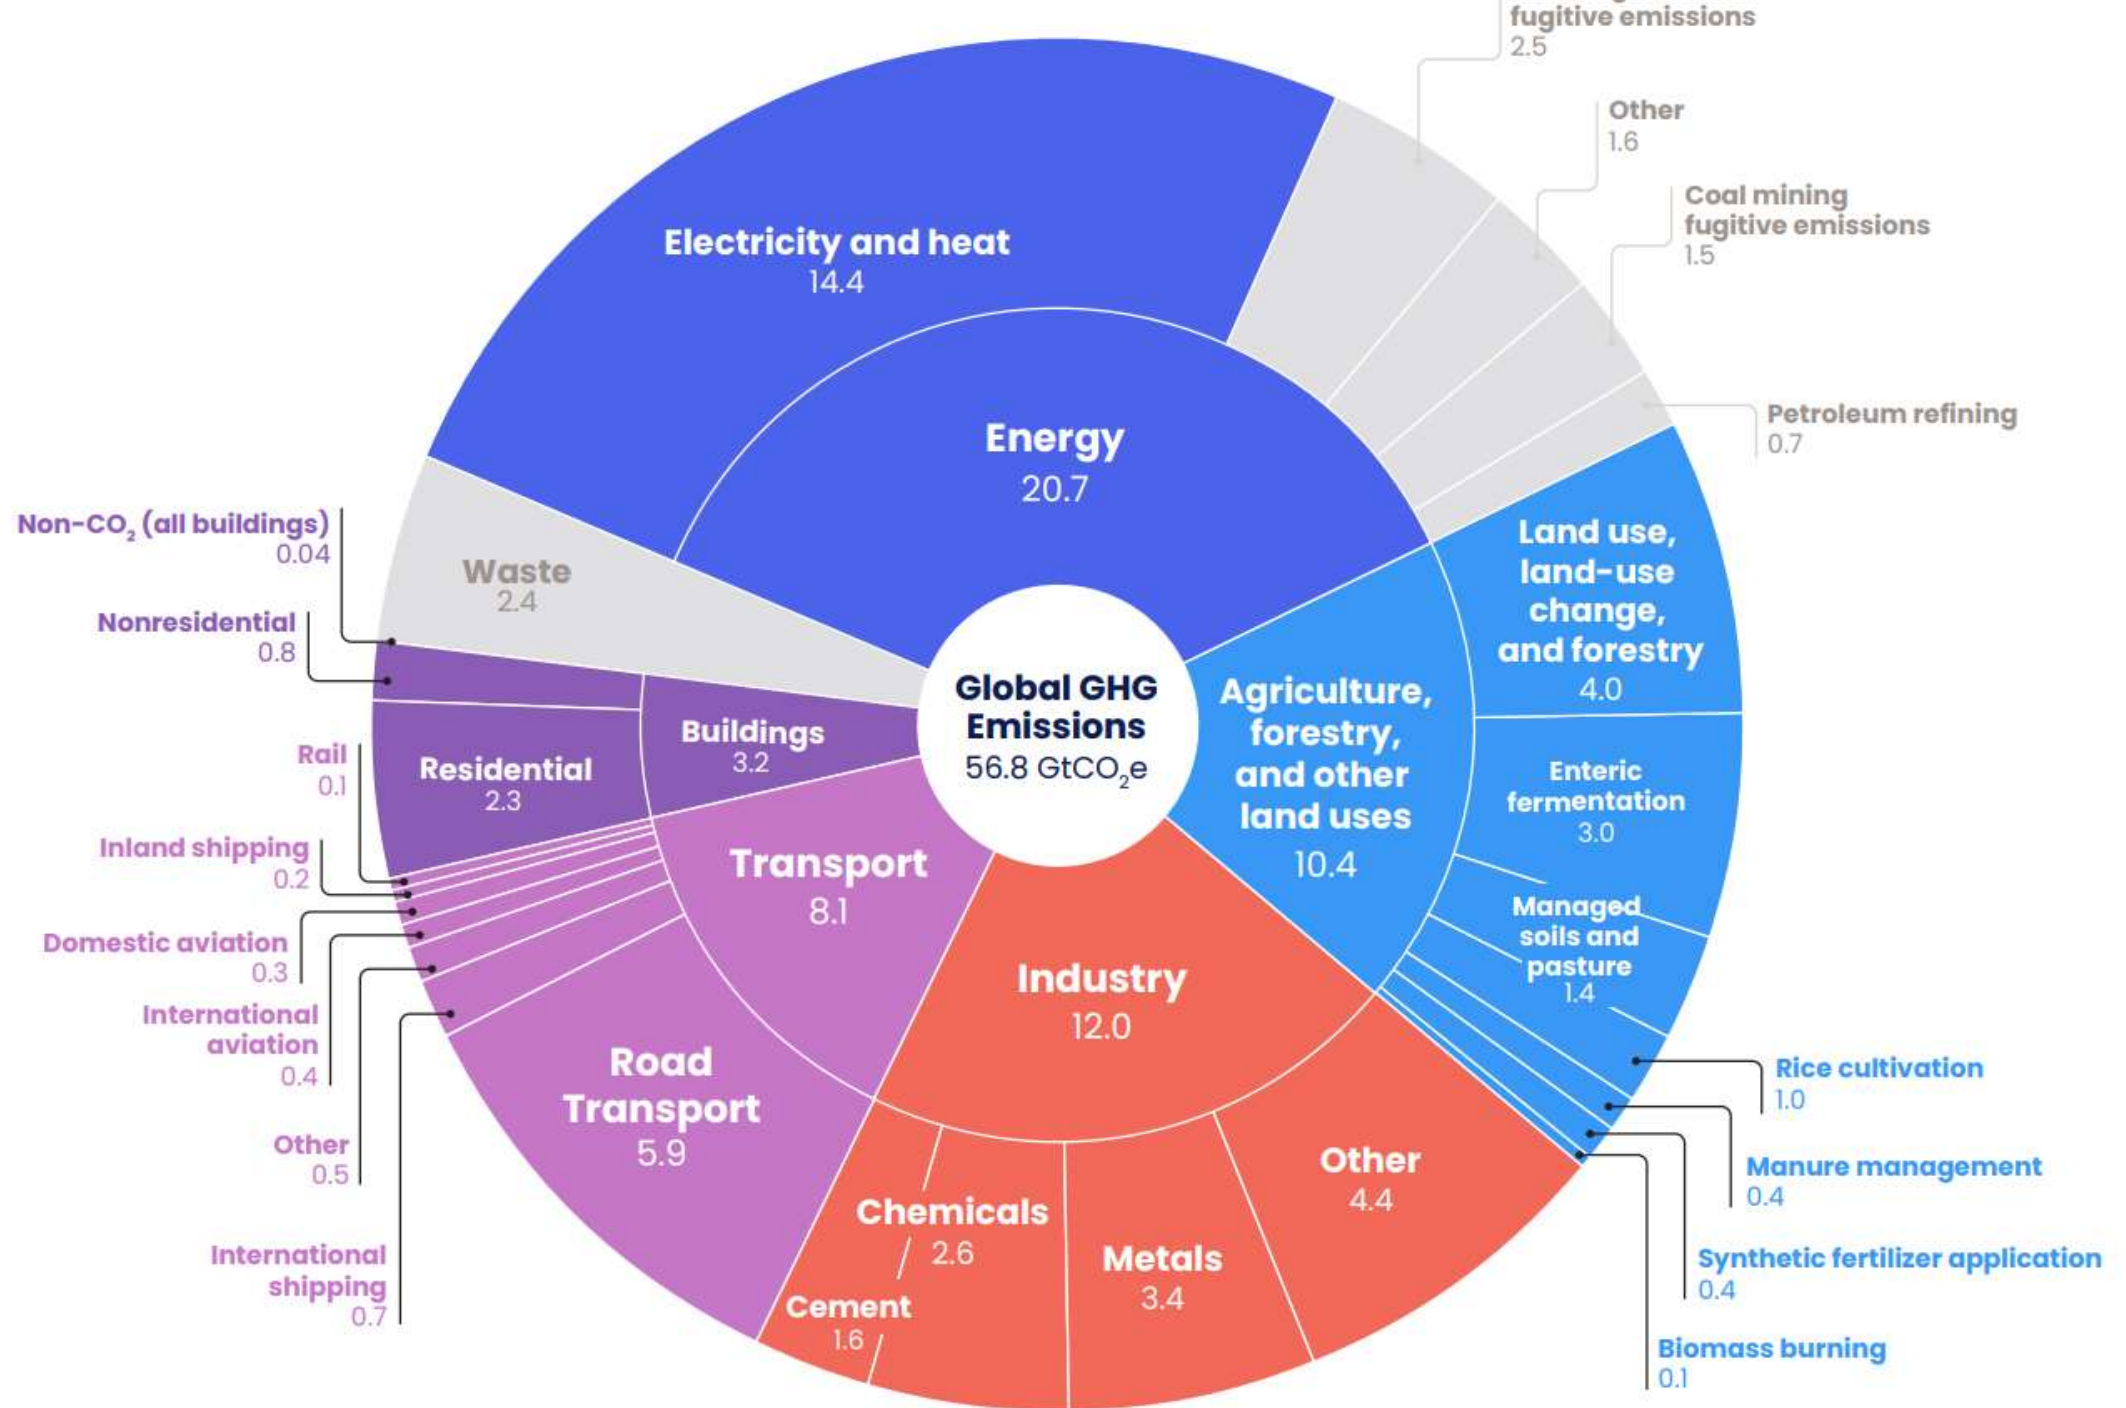 fugitive emissions
2.5
Other
1.6
Coal mining
fugitive emissions
1.5
Petroleum refining
0.7
Electricity and heat
14.4
Energy
20.7
Waste
2.4
Non-CO₂ (all buildings)
0.04
Nonresidential
0.8
Buildings
3.2
Residential
2.3
Global GHG
Emissions
56.8 GtCO₂e
Agriculture,
forestry,
and other
land uses
10.4
Land use,
land-use
change,
and forestry
4.0
Enteric
fermentation
3.0
Managed
soils and
pasture
1.4
Rice cultivation
1.0
Manure management
0.4
Synthetic fertilizer application
0.4
Biomass burning
0.1
Rail
0.1
Inland shipping
0.2
Domestic aviation
0.3
International
aviation
0.4
Other
0.5
International
shipping
0.7
Transport
8.1
Road
Transport
5.9
Industry
12.0
Chemicals
2.6
Cement
1.6
Metals
3.4
Other
4.4